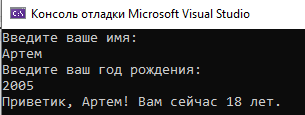 Консоль отладки Microsoft Visual Studio
Введите ваше имя:
Артем
Введите ваш год рождения:
2005
Приветик, Артем! Вам сейчас 18 лет.